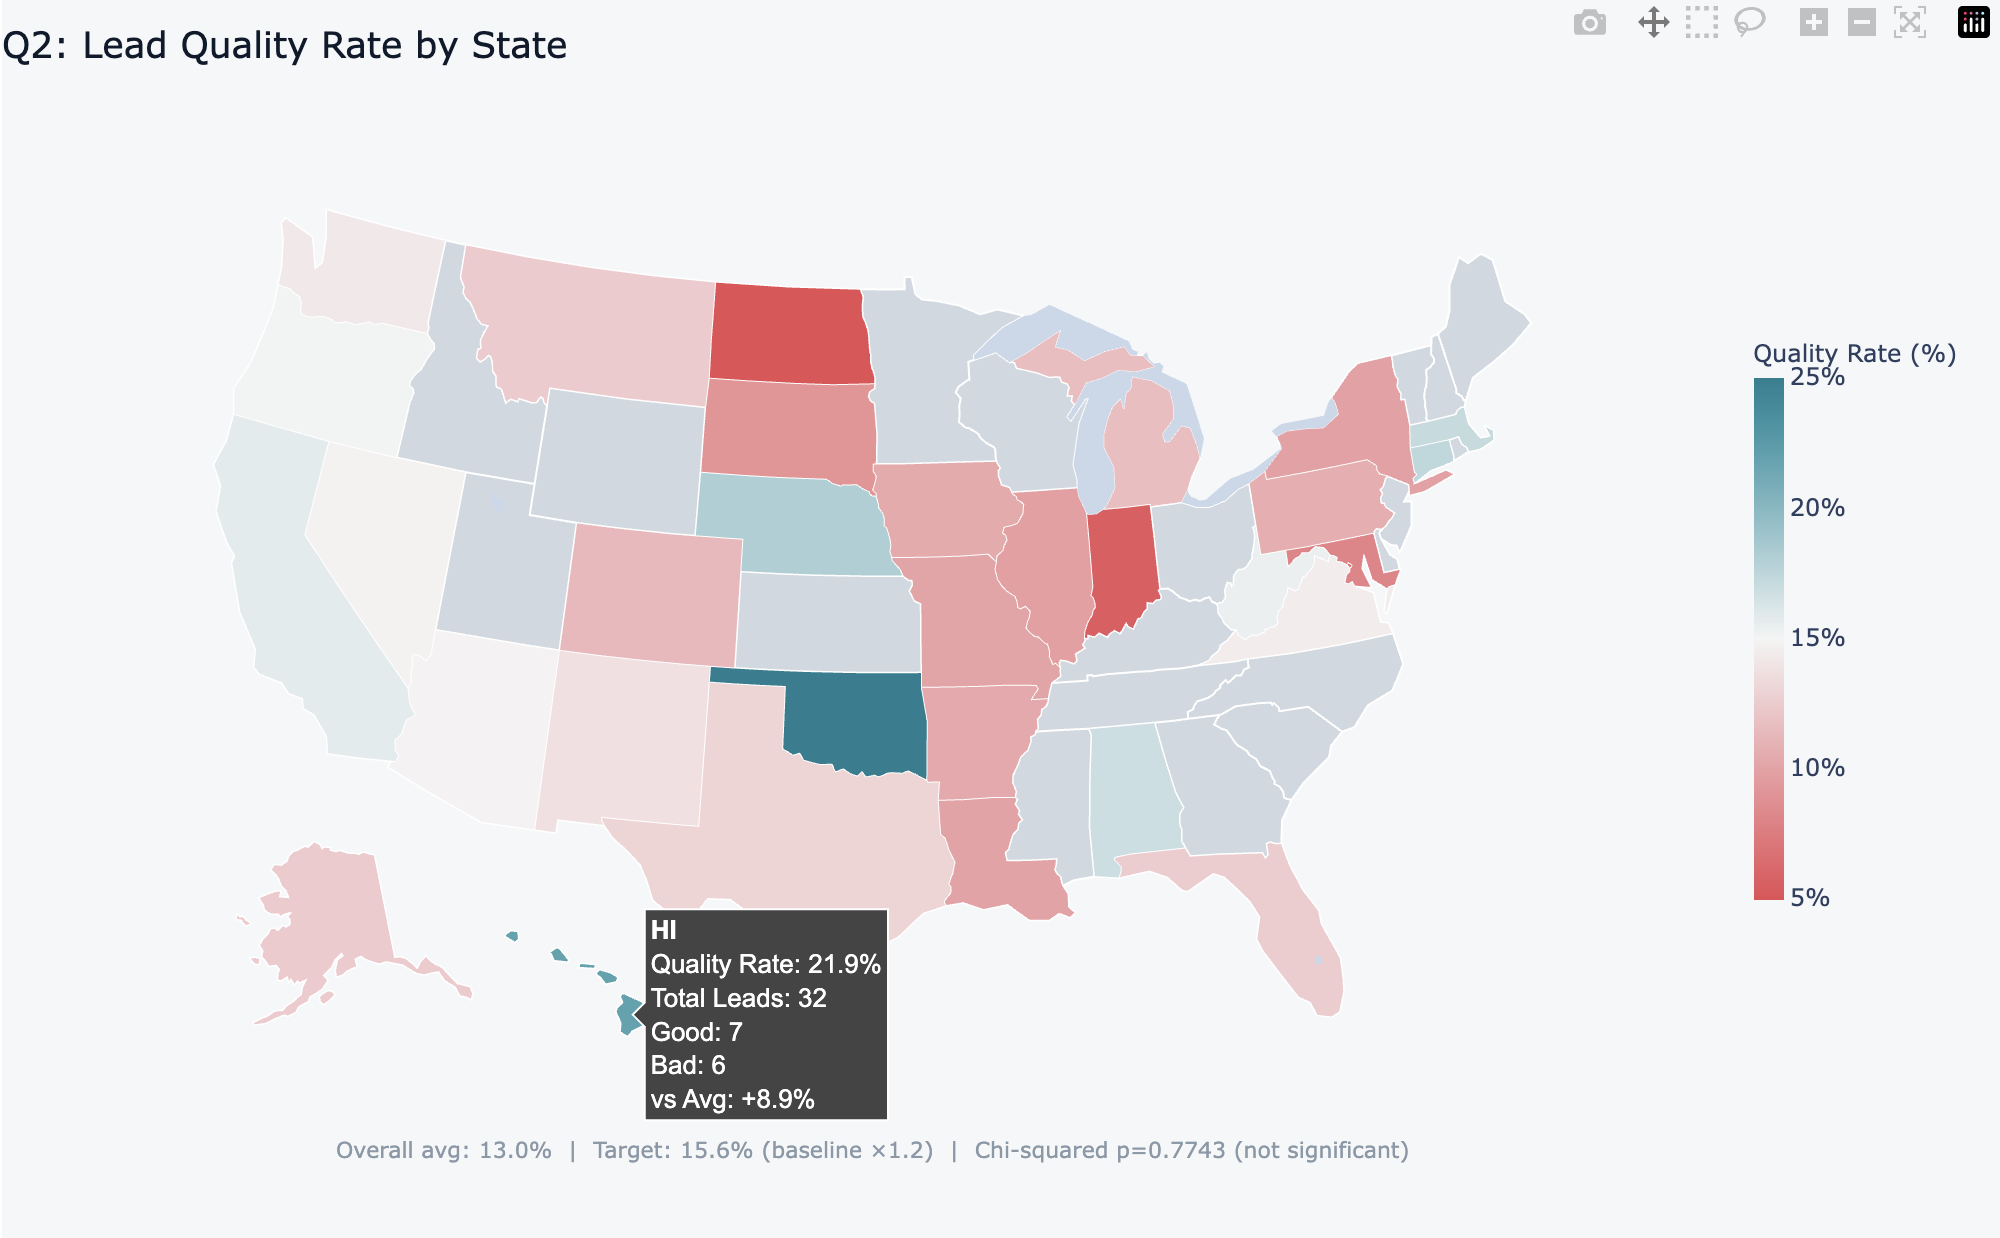 Q2: Lead Quality Rate by State
Quality Rate (%)
25%
20%
15%
10%
5%
HI
Quality Rate: 21.9%
Total Leads: 32
Good: 7
Bad: 6
vs Avg: +8.9%
Overall avg: 13.0%  |  Target: 15.6% (baseline ×1.2)  |  Chi-squared p=0.7743 (not significant)